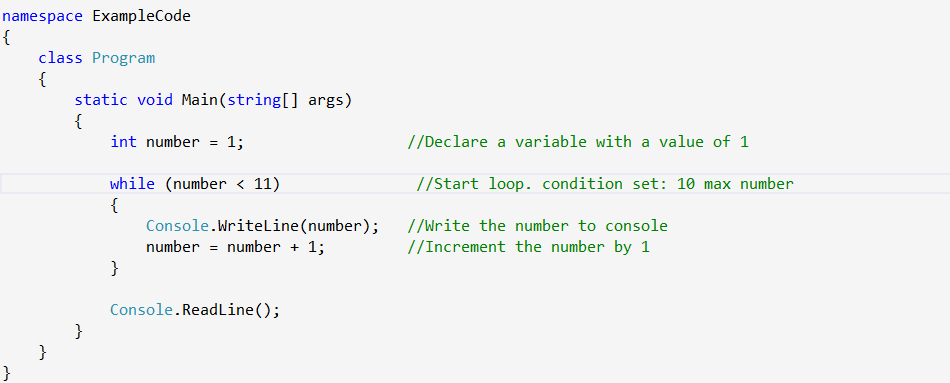 namespace ExampleCode
{
    class Program
    {
        static void Main(string[] args)
        {
            int number = 1;                  //Declare a variable with a value of 1

            while (number < 11)               //Start loop. condition set: 10 max number
            {
                Console.WriteLine(number);   //Write the number to console
                number = number + 1;         //Increment the number by 1
            }

            Console.ReadLine();
        }
    }
}